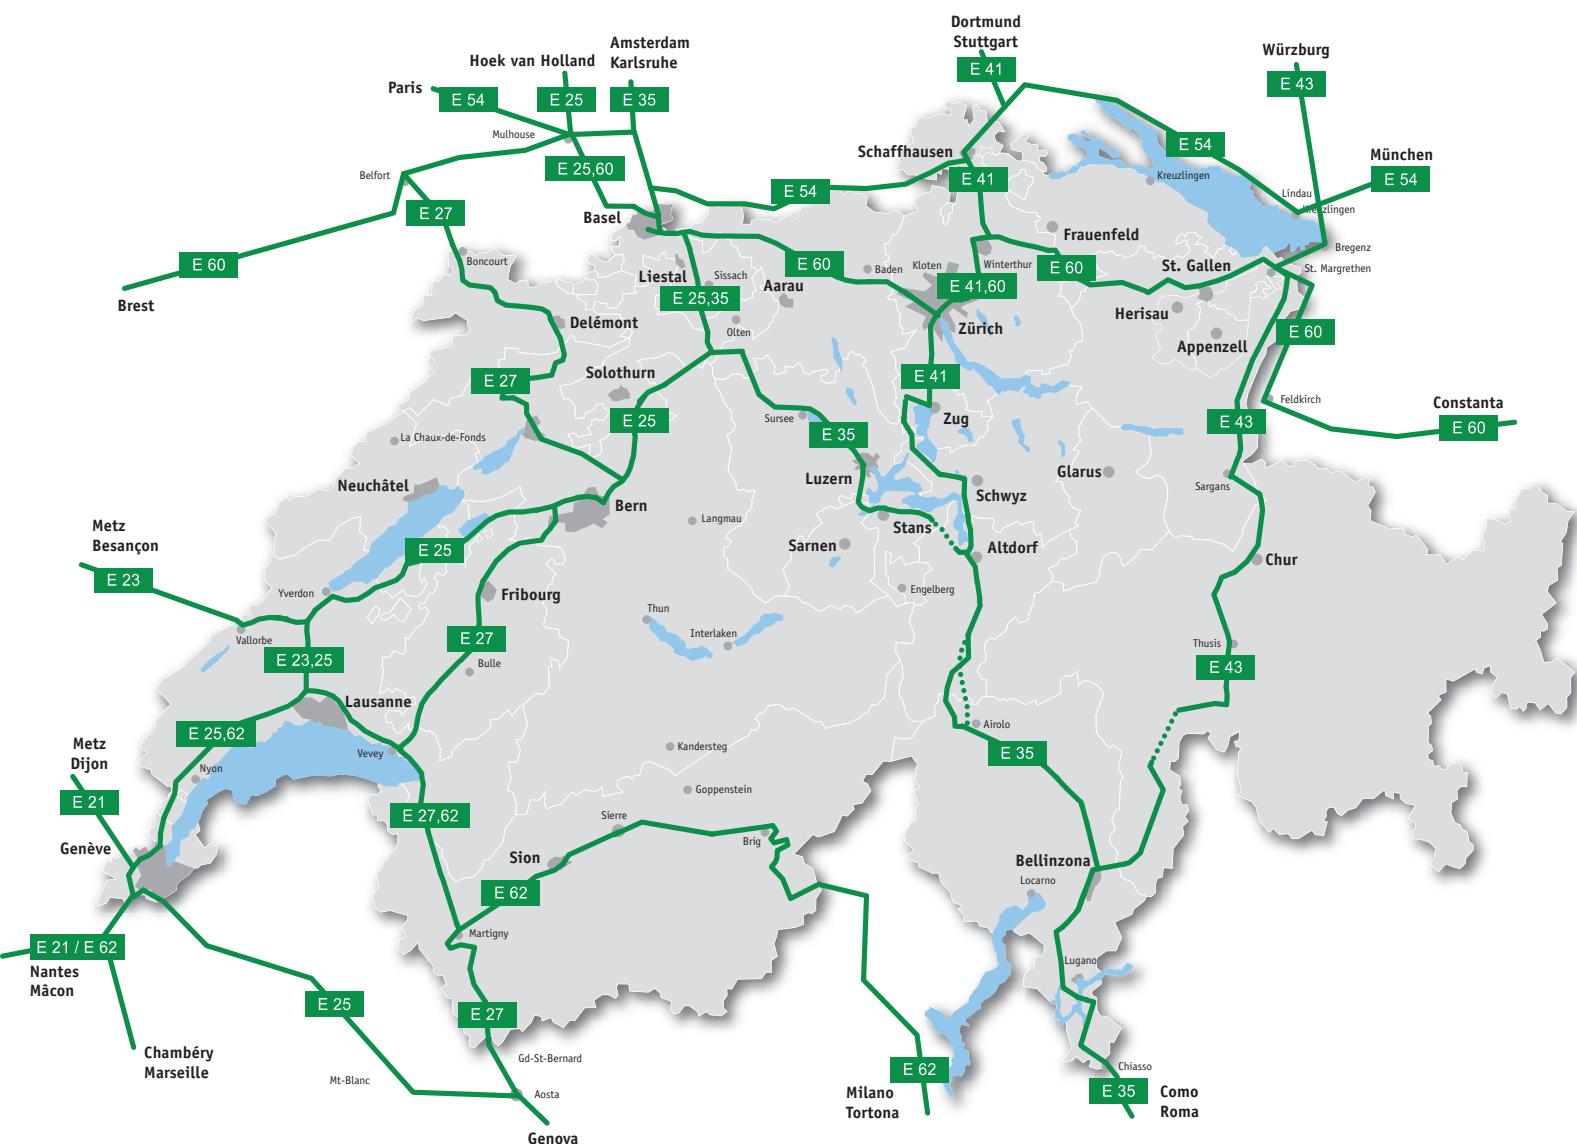 Dortmund
Stuttgart
Amsterdam
Karlsruhe
Hoek van Holland
Würzburg
Paris
E 54
E 25
E 35
E 41
E 43
Mulhouse
E 54
Schaffhausen
München
E 54
Belfort
E 25,60
E 41
Kreuzlingen
Lindau
Kreuzlingen
E 54
E 27
Basel
Frauenfeld
Bregenz
E 60
Boncourt
Liestal
Sissach
E 60
Baden
Kloten
Winterthur
E 60
St. Gallen
St. Margrethen
Brest
E 25,35
Aarau
E 41,60
Herisau
Delémont
Olten
Zürich
Appenzell
E 60
E 27
Solothurn
E 41
Feldkirch
Constanta
E 60
E 25
Sursee
E 35
Zug
E 43
La Chaux-de-Fonds
Neuchâtel
Luzern
Glarus
Sargans
Bern
Schwyz
Metz
Besançon
Langmau
Stans
E 25
Sarnen
Altdorf
Chur
E 23
Yverdon
Fribourg
Engelberg
Vallorbe
Thun
Interlaken
E 27
Thusis
E 23,25
Bulle
E 43
Lausanne
E 25,62
Airolo
Metz
Dijon
Vevey
Kandersteg
E 35
Nyon
Goppenstein
E 21
E 27,62
Sierre
Brig
Genève
Sion
Bellinzona
E 62
Locarno
E 21 / E 62
Martigny
Nantes
Mâcon
Lugano
E 25
E 27
Chambéry
Marseille
Gd-St-Bernard
Mt-Blanc
Aosta
E 62
Chiasso
Milano
Tortona
E 35
Como
Roma
Genova